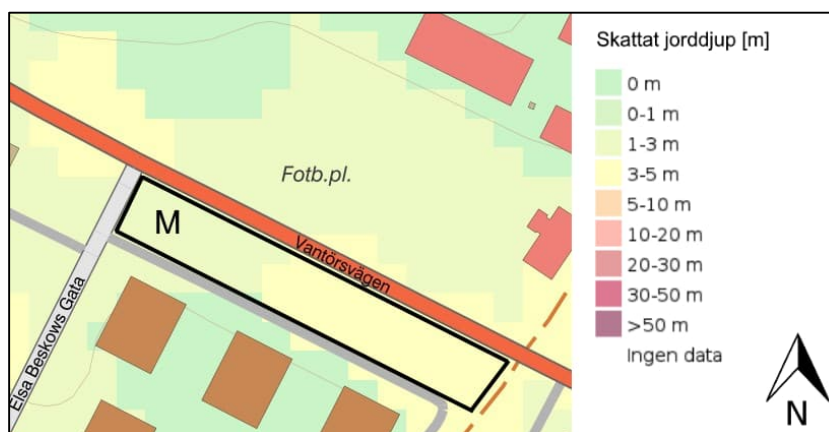 Fotb.pl.
M
Vantörsvägen
Elsa Beskows Gata
Skattat jorddjup [m]
0 m
0-1 m
1-3 m
3-5 m
5-10 m
10-20 m
20-30 m
30-50 m
>50 m
Ingen data
N